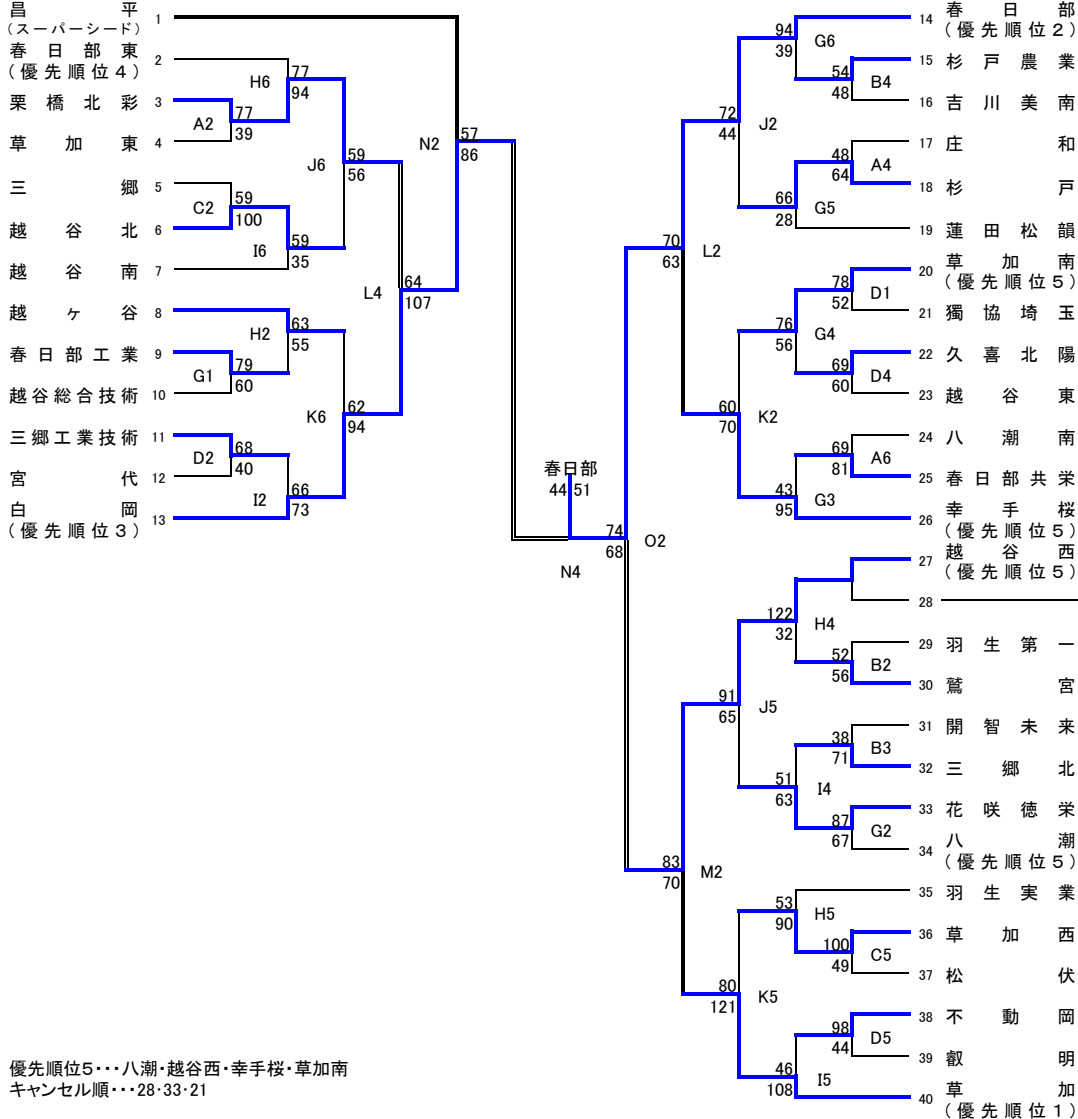 昌平 1
(スーパーシード)
春日部東 2
(優先順位4)
栗橋北彩 3
草加東 4
三郷 5
越谷北 6
越谷南 7
越ヶ谷 8
春日部工業 9
越谷総合技術 10
三郷工業技術 11
宮代 12
白岡 13
(優先順位3)
A2
77
39
H6
77
94
C2
59
100
I6
59
35
J6
59
56
G1
79
60
H2
63
55
D2
68
40
I2
66
73
K6
62
94
L4
64
107
N2
57
86
春日部
44 51
N4
O2
74
68
L2
70
63
J2
72
44
G6
94
39
B4
54
48
A4
48
64
G5
66
28
K2
60
70
G4
76
56
D1
78
52
D4
69
60
A6
69
81
G3
43
95
M2
83
70
J5
91
65
H4
122
32
B2
52
56
B3
38
71
I4
51
63
G2
87
67
K5
80
121
H5
53
90
C5
100
49
D5
98
44
I5
46
108
14 春日部
(優先順位2)
15 杉戸農業
16 吉川美南
17 庄和
18 杉戸
19 蓮田松韻
20 草加南
(優先順位5)
21 獨協埼玉
22 久喜北陽
23 越谷東
24 八潮南
25 春日部共栄
26 幸手桜
(優先順位5)
27 越谷西
(優先順位5)
28
29 羽生第一
30 鷲宮
31 開智未来
32 三郷北
33 花咲徳栄
34 八潮
(優先順位5)
35 羽生実業
36 草加西
37 松伏
38 不動岡
39 叡明
40 草加
(優先順位1)
優先順位5・・・八潮・越谷西・幸手桜・草加南
キャンセル順・・・28・33・21